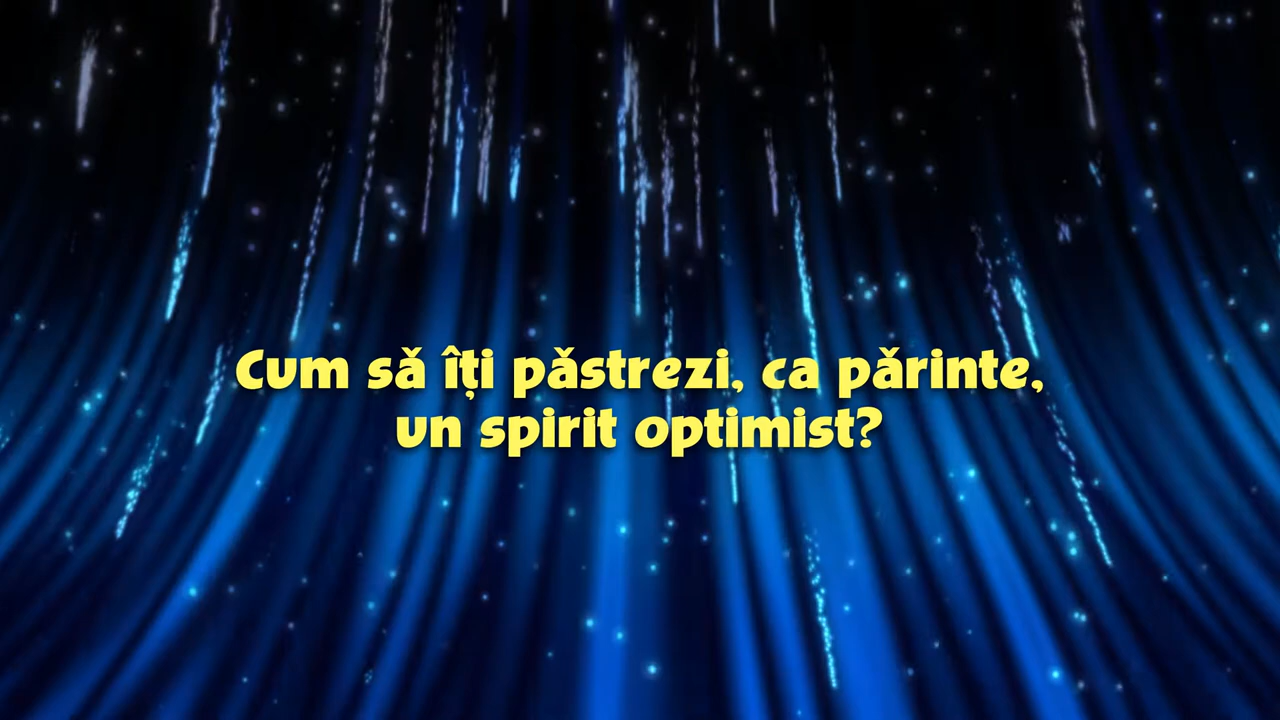 Cum să îți păstrezi, ca părinte,
un spirit optimist?